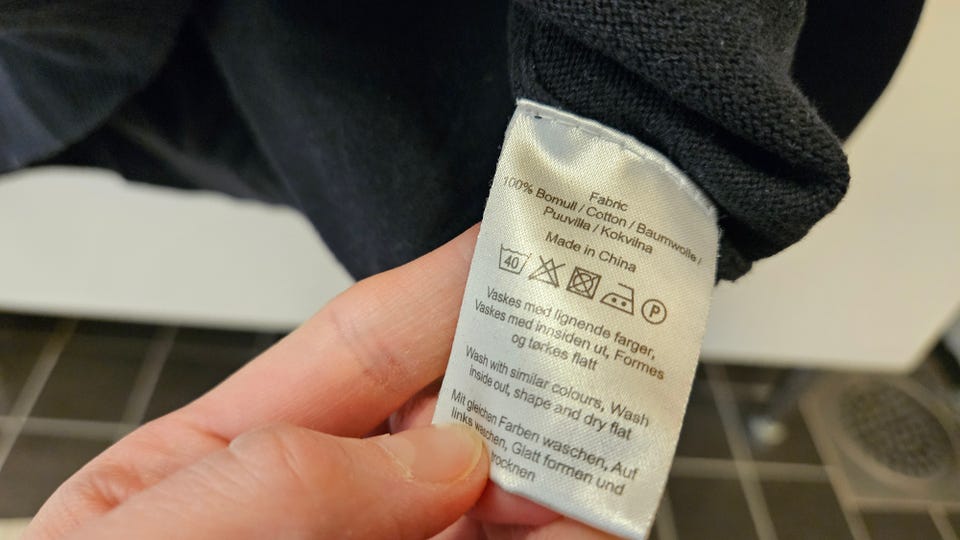 Fabric
100% Bomull / Cotton / Baumwolle /
Puuvilla / Kokvilna
Made in China
40 P
Vaskes med lignende farger,
Vaskes med innsiden ut, Formes
og tørkes flatt
Wash with similar colours, Wash
inside out, shape and dry flat
Mit gleichen Farben waschen, Auf
links waschen, Glatt formen und
trocknen